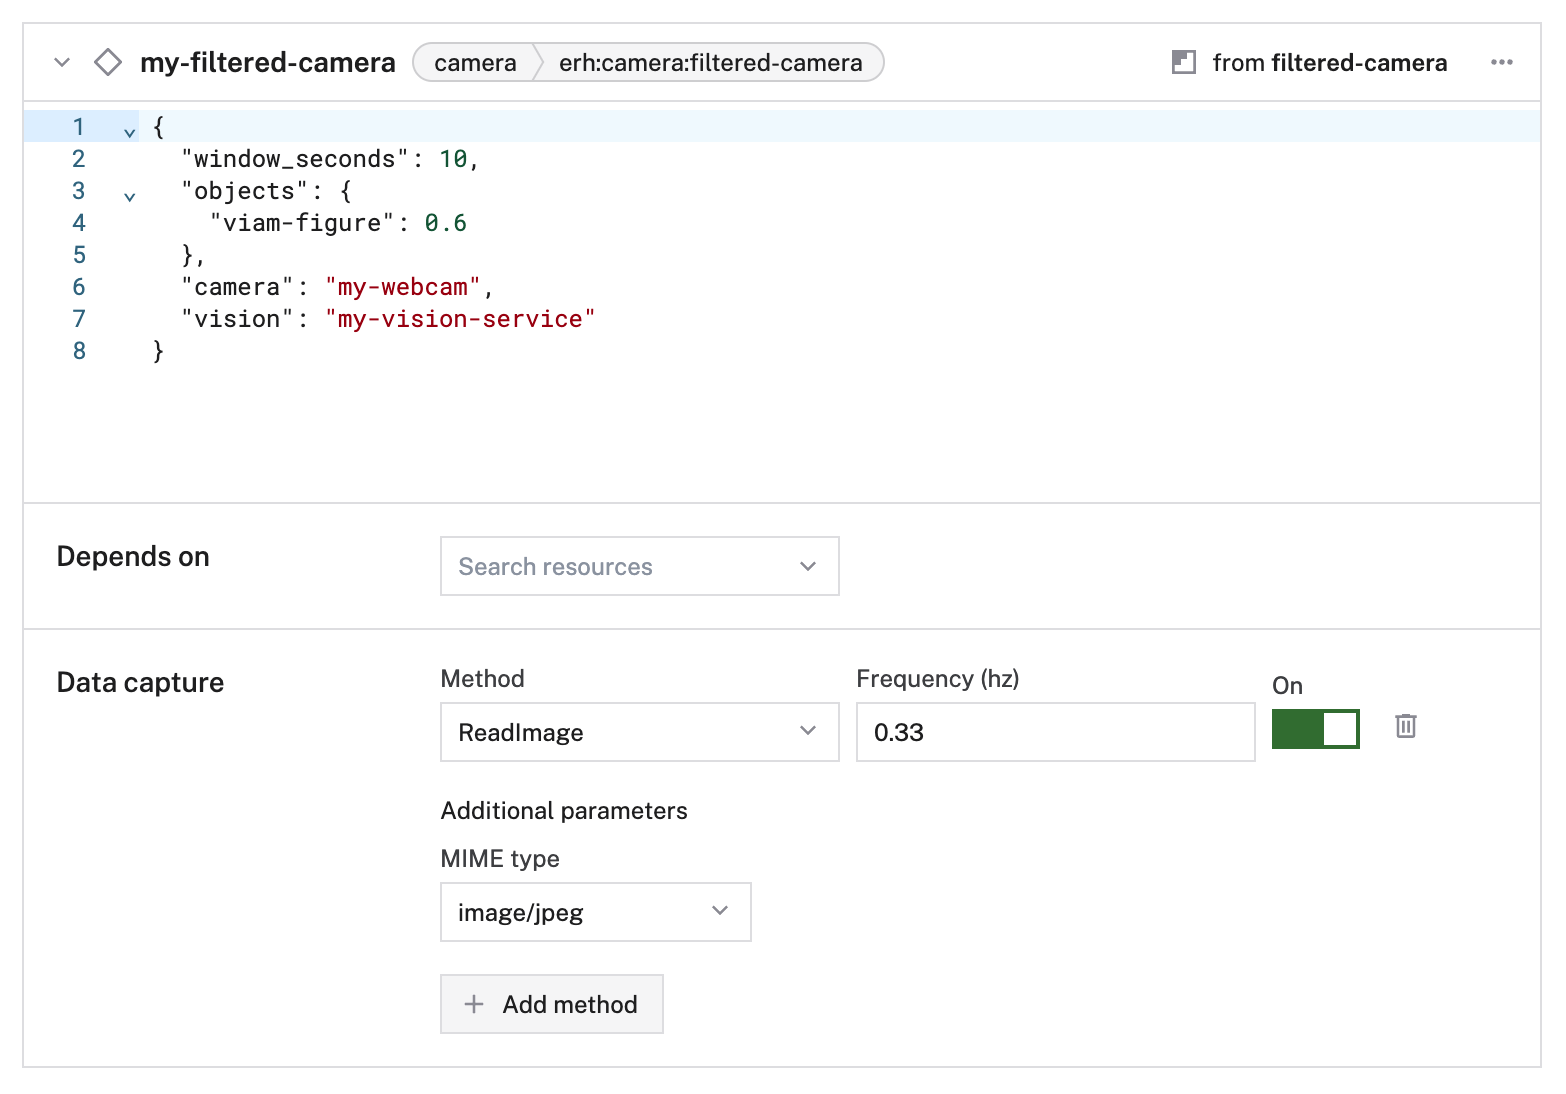 my-filtered-camera camera erh:camera:filtered-camera from filtered-camera
1 {
2 "window_seconds": 10,
3 "objects": {
4 "viam-figure": 0.6
5 },
6 "camera": "my-webcam",
7 "vision": "my-vision-service"
8 }
Depends on Search resources
Data capture Method Frequency (hz) On
ReadImage 0.33
Additional parameters
MIME type
image/jpeg
+ Add method